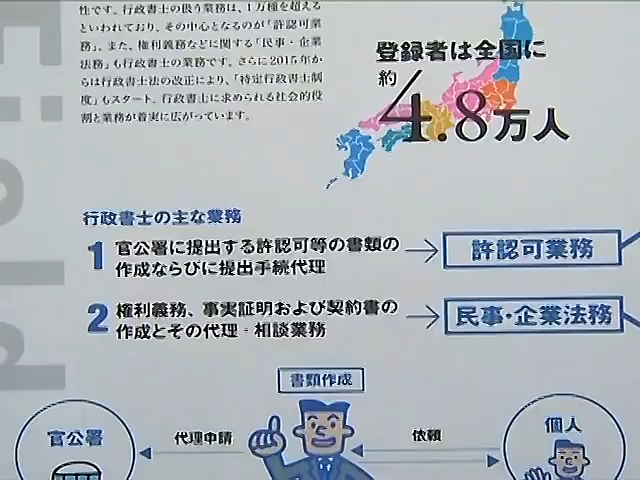 性です。行政書士の扱う業務は、1万種を超える
といわれており、その中心となるのが「許認可業
務」。また、権利義務などに関する「民事・企業
法務」も行政書士の業務です。さらに2015年か
らは行政書士法の改正により、「特定行政書士制
度」もスタート。行政書士に求められる社会的役
割と業務が着実に広がっています。
登録者は全国に
約4.8万人
Field
行政書士の主な業務
1 官公署に提出する許認可等の書類の
作成ならびに提出手続代理
許認可業務
2 権利義務、事実証明および契約書の
作成とその代理・相談業務
民事・企業法務
書類作成
官公署
代理申請
依頼
個人